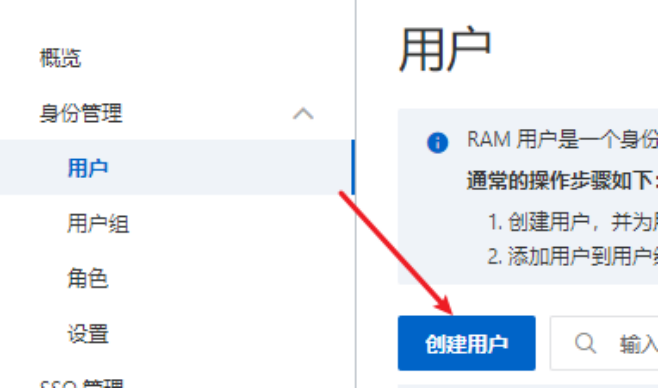 概览
身份管理
用户
用户组
角色
设置
SSO 管理
用户
RAM 用户是一个身份
通常的操作步骤如下：
1. 创建用户，并为
2. 添加用户到用户
创建用户
输入